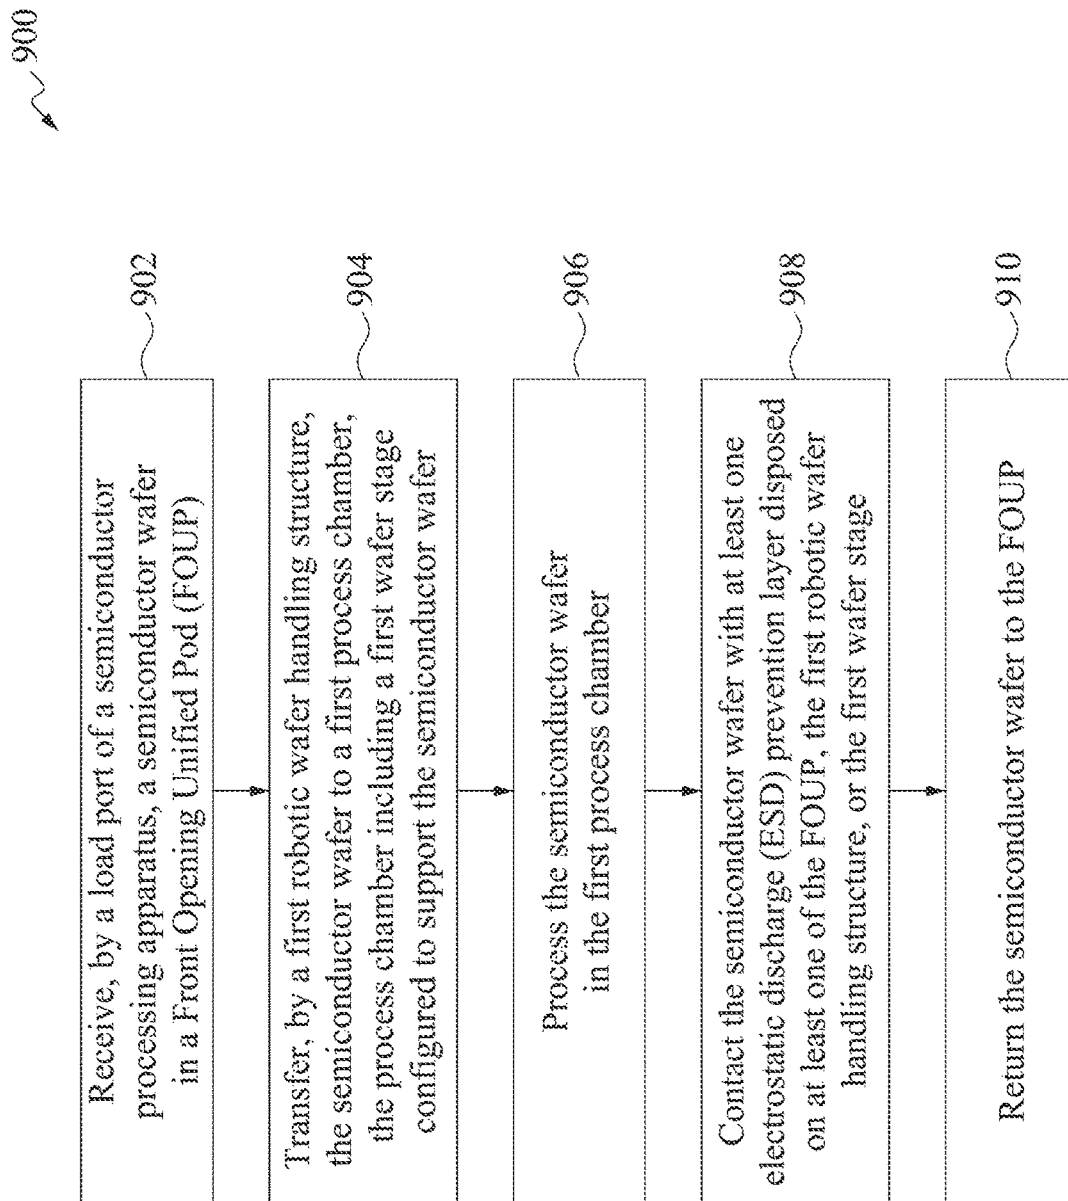 900
Receive, by a load port of a semiconductor
processing apparatus, a semiconductor wafer
in a Front Opening Unified Pod (FOUP)
902
Transfer, by a first robotic wafer handling structure,
the semiconductor wafer to a first process chamber,
the process chamber including a first wafer stage
configured to support the semiconductor wafer
904
Process the semiconductor wafer
in the first process chamber
906
Contact the semiconductor wafer with at least one
electrostatic discharge (ESD) prevention layer disposed
on at least one of the FOUP, the first robotic wafer
handling structure, or the first wafer stage
908
Return the semiconductor wafer to the FOUP
910